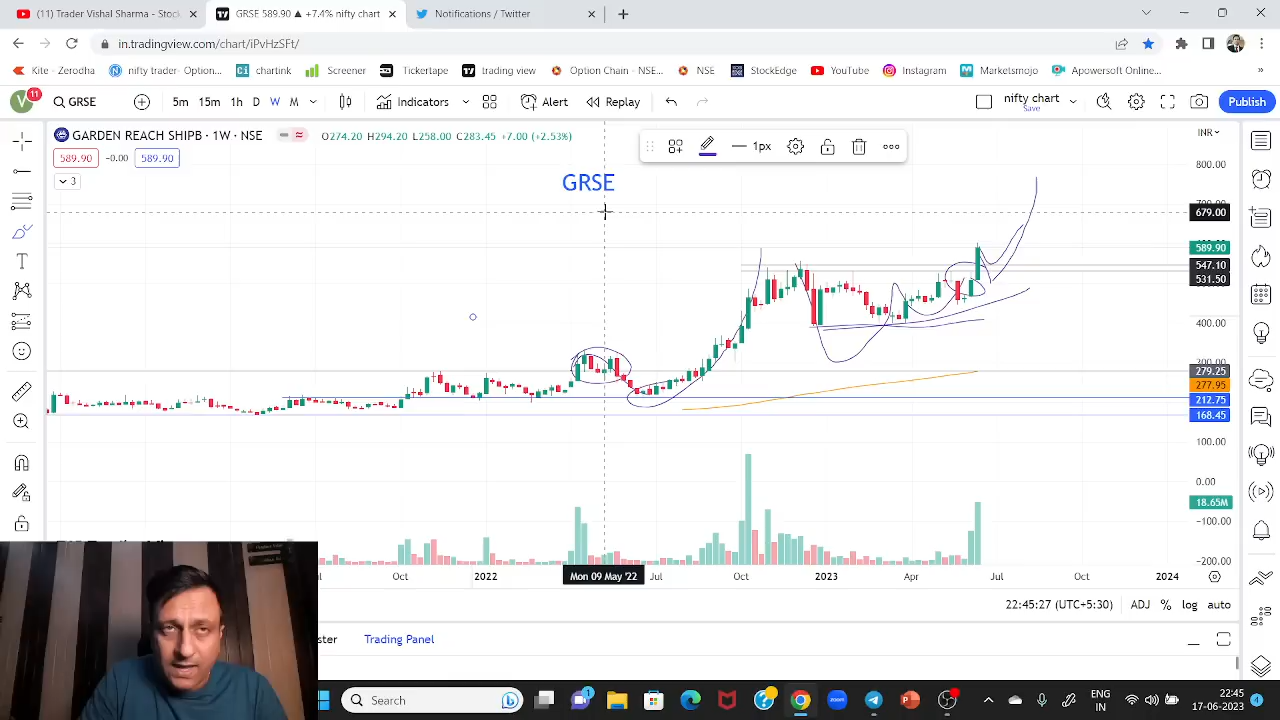 (11) Trader Vishal Sharma - Stoc
GRSE 589.90 ▲ +7.4% nifty chart
Notifications / Twitter
in.tradingview.com/chart/iPvHzSFt/
Kite - Zerodha
nifty trader- Option...
chartink
Screener
Tickertape
trading view
Option Chain - NSE...
NSE
StockEdge
YouTube
Instagram
Marketsmojo
Apowersoft Onlin...
»
V 11
GRSE
5m 15m 1h D W M
Indicators
Alert
Replay
nifty chart
Save
Publish
GARDEN REACH SHIPB · 1W · NSE
O274.20 H294.20 L258.00 C283.45 +7.00 (+2.53%)
INR
589.90 -0.00 589.90
1px
3
GRSE
800.00
679.00
589.90
547.10
531.50
400.00
279.25
277.95
212.75
168.45
100.00
0.00
18.65M
−100.00
−200.00
Oct
2022
Mon 09 May '22
Jul
Oct
2023
Apr
Jul
Oct
2024
22:45:27 (UTC+5:30)
ADJ % log auto
ster
Trading Panel
Search
ENG
IN
22:45
17-06-2023